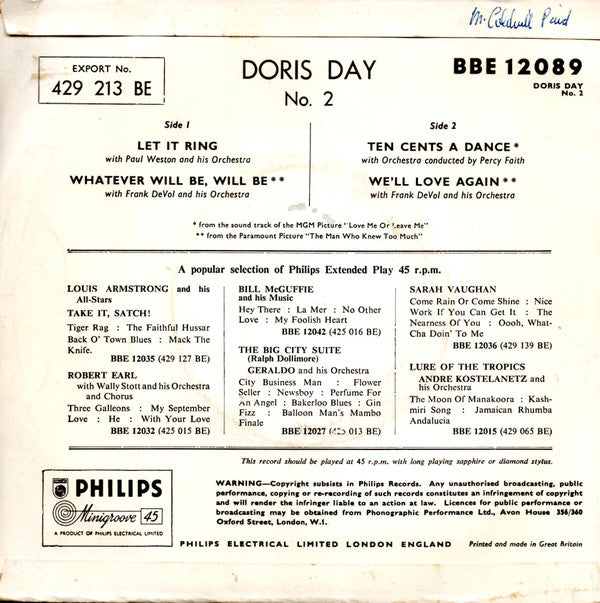 EXPORT No.
429 213 BE
DORIS DAY
No. 2
BBE 12089
DORIS DAY
No. 2
Side 1
LET IT RING
with Paul Weston and his Orchestra
WHATEVER WILL BE, WILL BE**
with Frank DeVol and his Orchestra
Side 2
TEN CENTS A DANCE*
with Orchestra conducted by Percy Faith
WE'LL LOVE AGAIN**
with Frank DeVol and his Orchestra
* from the sound track of the MGM Picture "Love Me Or Leave Me"
** from the Paramount Picture "The Man Who Knew Too Much"
A popular selection of Philips Extended Play 45 r.p.m.
LOUIS ARMSTRONG and his
All-Stars
TAKE IT, SATCH!
Tiger Rag : The Faithful Hussar
Back O' Town Blues : Mack The
Knife.
BBE 12035 (429 127 BE)
ROBERT EARL
with Wally Stott and his Orchestra
and Chorus
Three Galleons : My September
Love : He : With Your Love
BBE 12032 (425 015 BE)
BILL McGUFFIE
and his Music
Hey There : La Mer : No Other
Love : My Foolish Heart
BBE 12042 (425 016 BE)
THE BIG CITY SUITE
(Ralph Dollimore)
GERALDO and his Orchestra
City Business Man : Flower
Seller : Newsboy : Perfume For
An Angel : Bakerloo Blues : Gin
Fizz : Balloon Man's Mambo
Finale
BBE 12027 (425 013 BE)
SARAH VAUGHAN
Come Rain Or Come Shine : Nice
Work If You Can Get It : The
Nearness Of You : Oooh, What-
Cha Doin' To Me
BBE 12036 (429 139 BE)
LURE OF THE TROPICS
ANDRE KOSTELANETZ and
his Orchestra
The Moon Of Manakoora : Kash-
miri Song : Jamaican Rhumba
Andalucia
BBE 12015 (429 065 BE)
This record should be played at 45 r.p.m. with long playing sapphire or diamond stylus.
PHILIPS
Minigroove 45
A PRODUCT OF PHILIPS ELECTRICAL LIMITED
WARNING—Copyright subsists in Philips Records. Any unauthorised broadcasting, public
performance, copying or re-recording of such records constitutes an infringement of copyright
and will render the infringer liable to an action at law. Licences for public performance or
broadcasting may be obtained from Phonographic Performance Ltd., Avon House 356/360
Oxford Street, London, W.1.
PHILIPS ELECTRICAL LIMITED LONDON ENGLAND
Printed and made in Great Britain